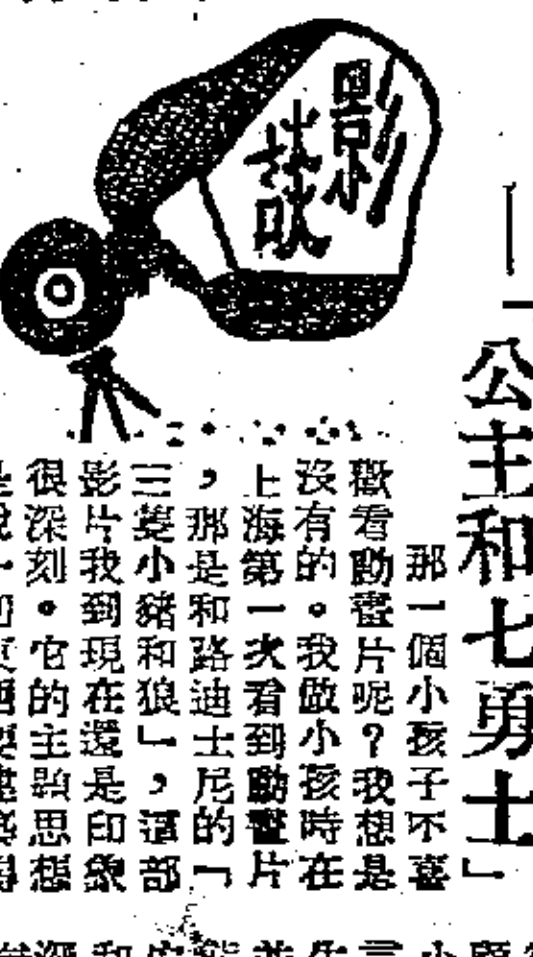 影談
「公主和七勇士」
那一個小孩子不喜
歡看動畫片呢？我想是
沒有的。我做小孩時在
上海第一次看到動畫片
，那是和路迪士尼的「
三隻小豬和狼」，這部
影片我到現在還是印象
很深刻。它的主題思想